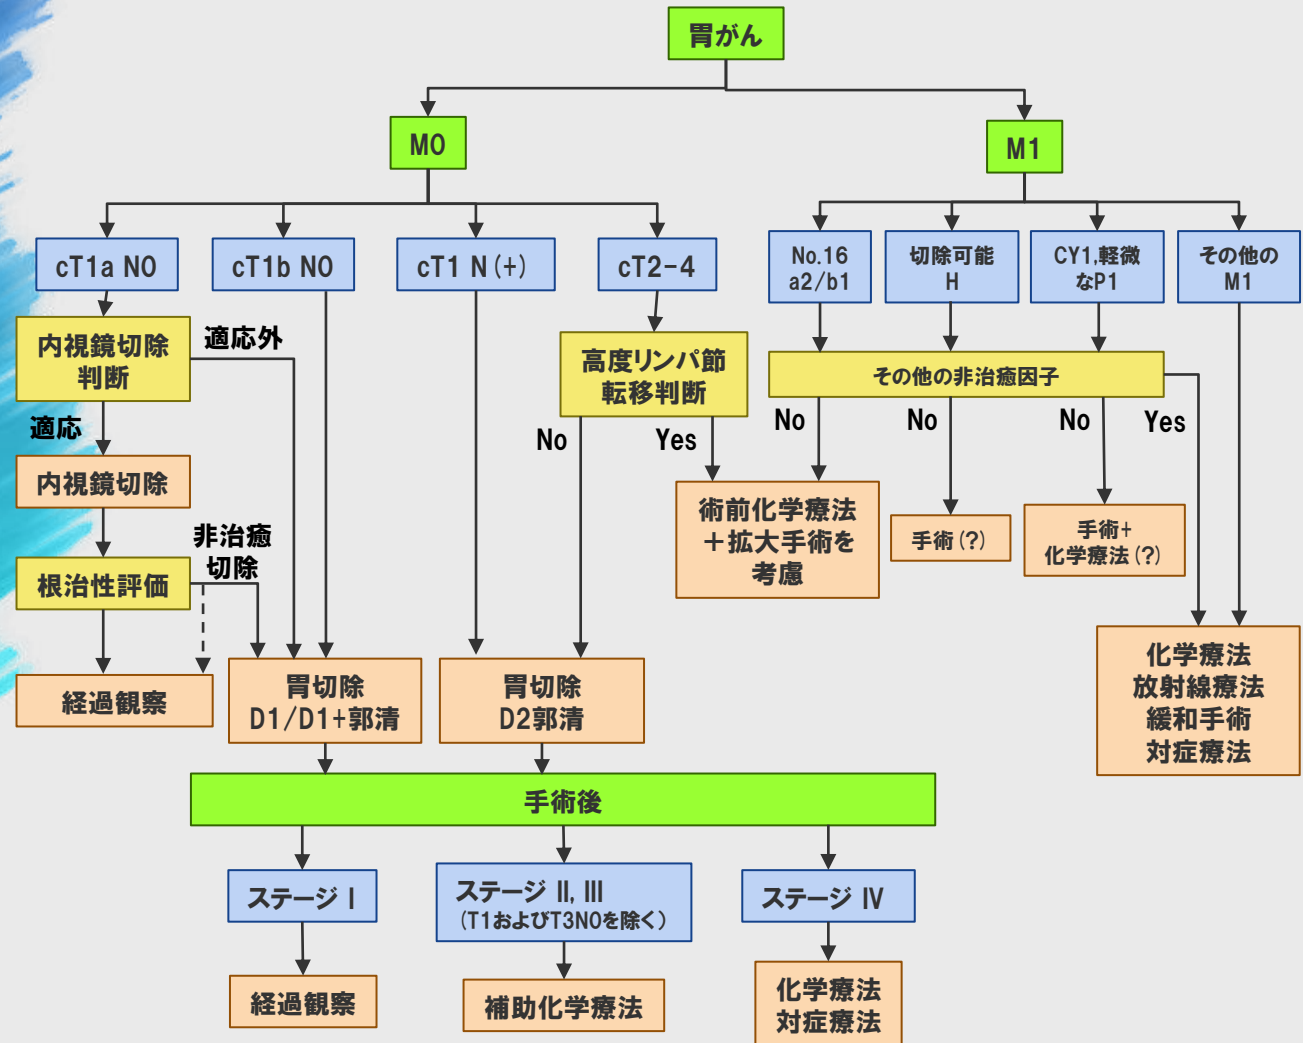 胃がん
M0
M1
cT1a N0
cT1b N0
cT1 N(+)
cT2-4
No.16
a2/b1
切除可能
H
CY1,軽微
なP1
その他の
M1
内視鏡切除
判断
適応外
高度リンパ節
転移判断
その他の非治癒因子
適応
No
Yes
No
No
No
Yes
内視鏡切除
術前化学療法
+拡大手術を
考慮
手術(?)
手術+
化学療法(?)
非治癒
切除
根治性評価
経過観察
胃切除
D1/D1+郭清
胃切除
D2郭清
化学療法
放射線療法
緩和手術
対症療法
手術後
ステージ I
ステージ II, III
(T1およびT3N0を除く)
ステージ IV
経過観察
補助化学療法
化学療法
対症療法